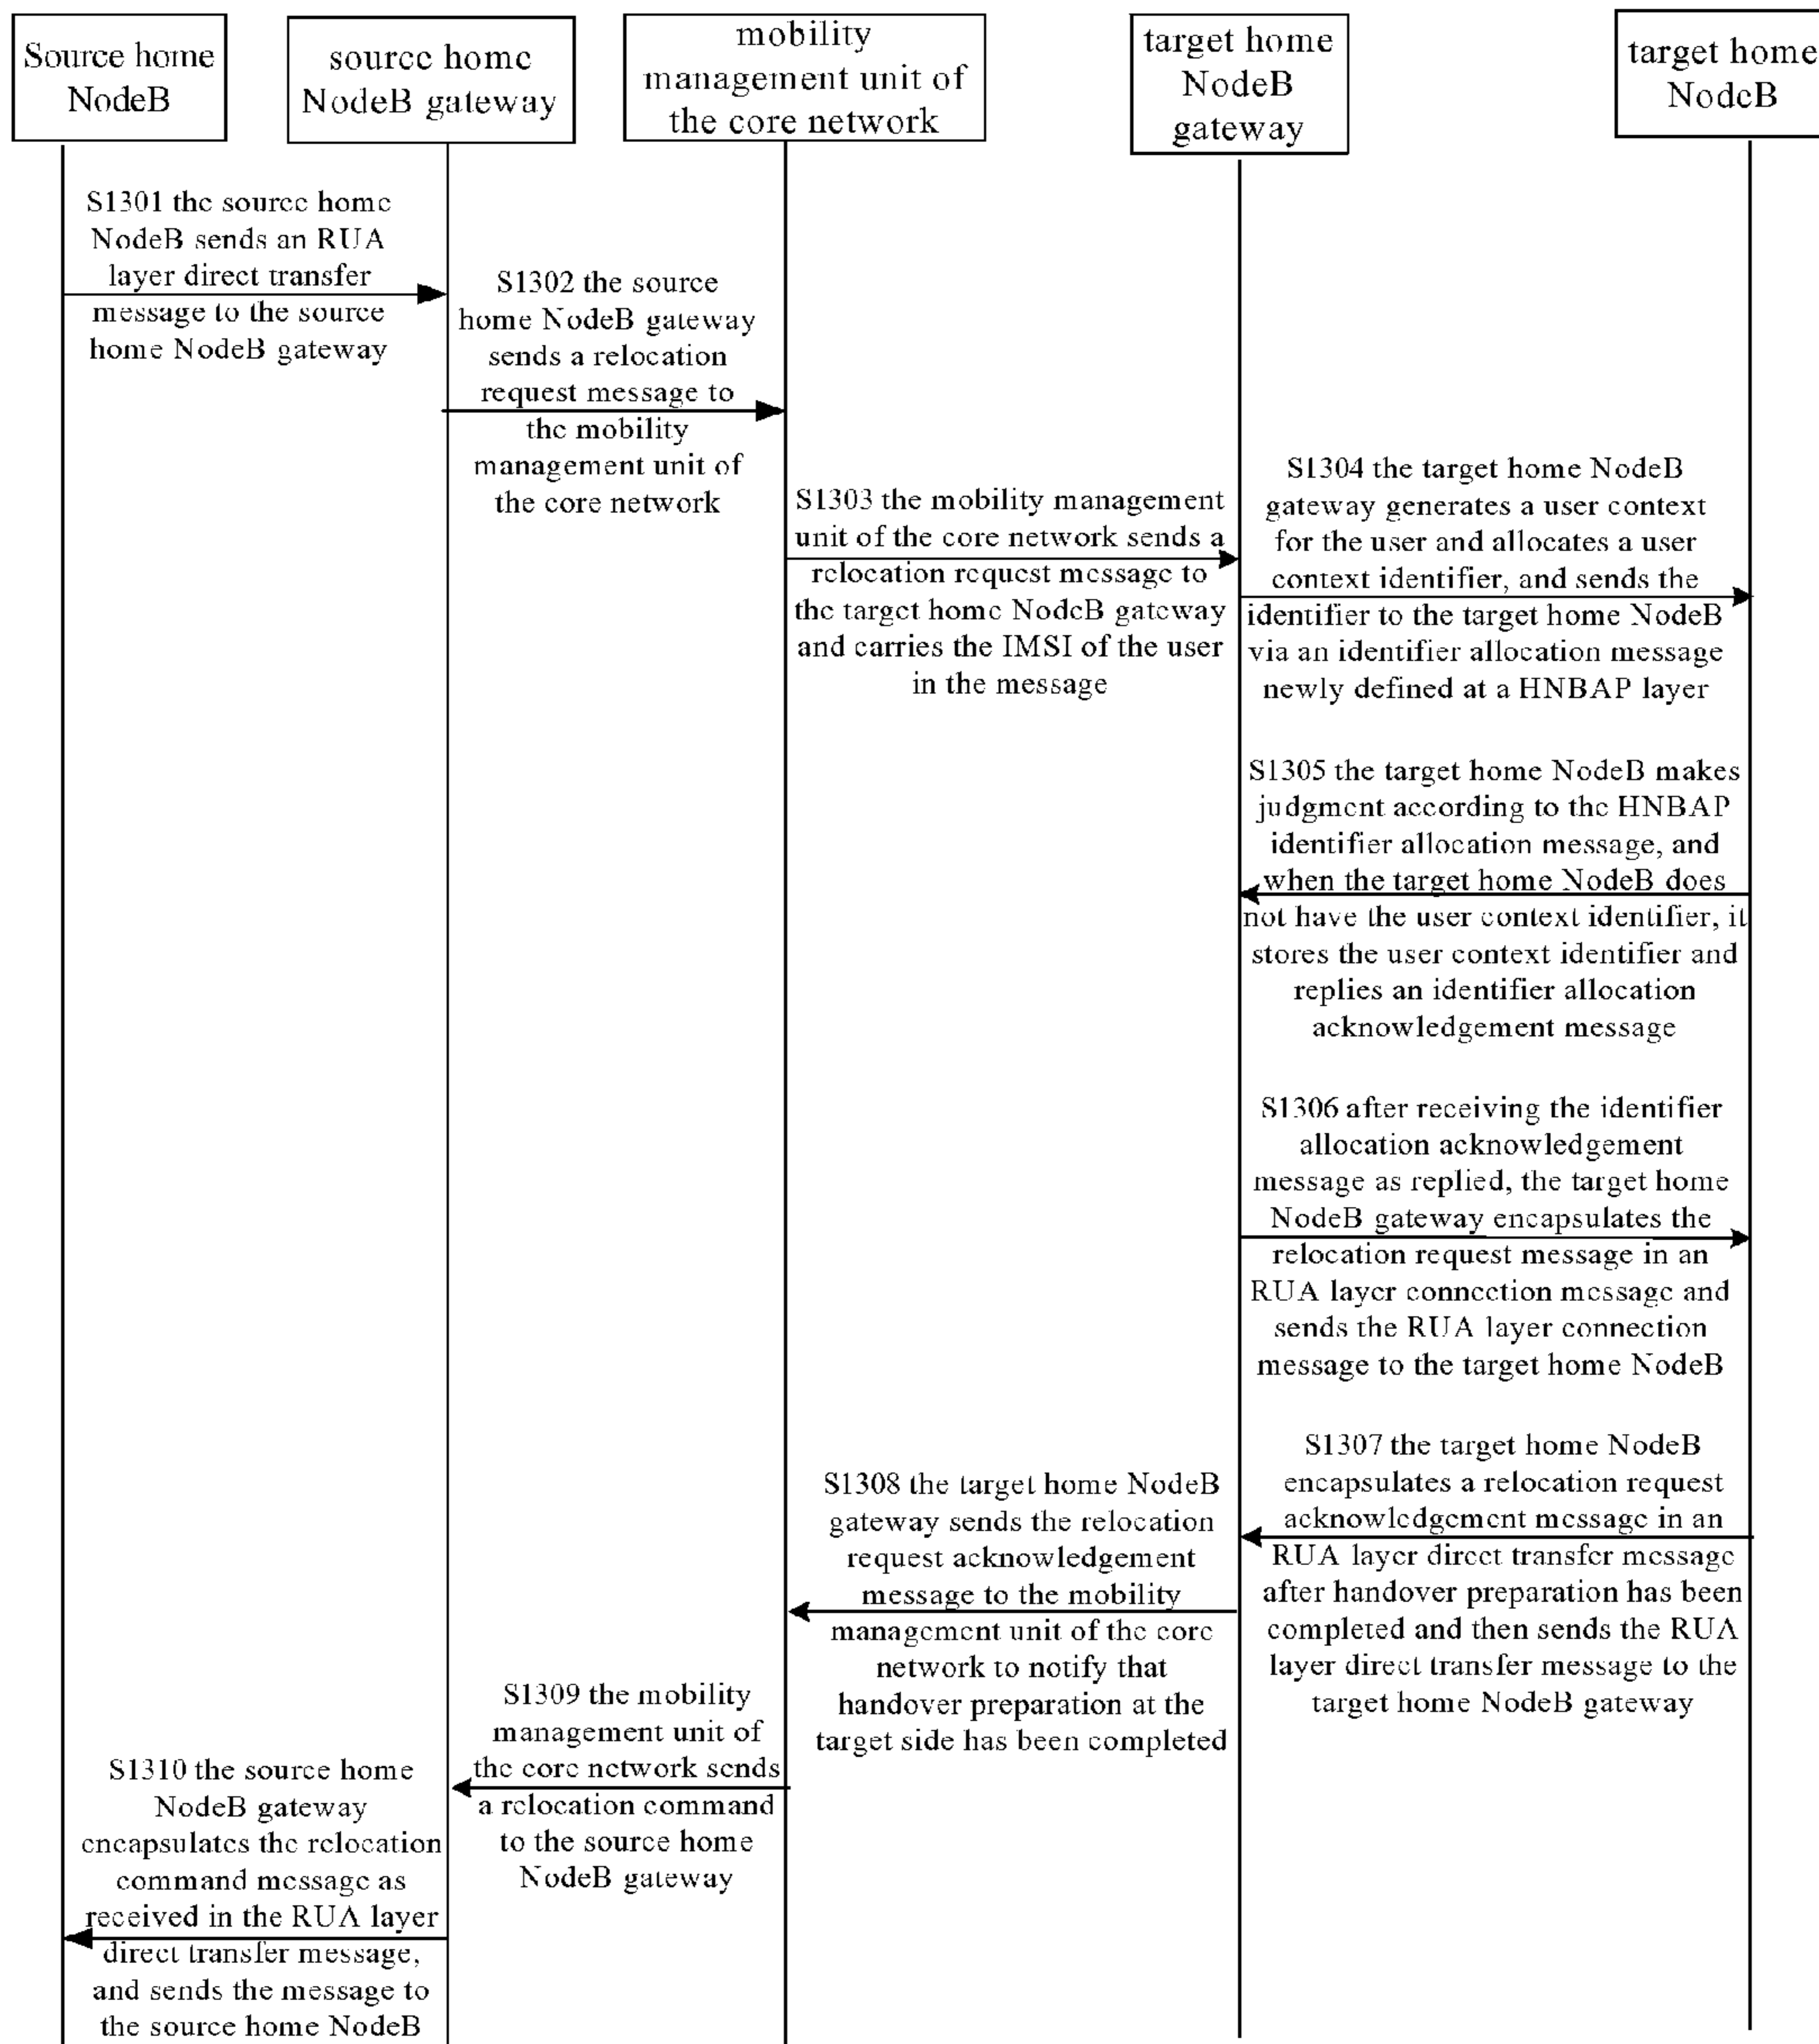 Source home
NodeB
source home
NodeB gateway
mobility
management unit of
the core network
target home
NodeB
gateway
target home
NodeB
S1301 the source home
NodeB sends an RUA
layer direct transfer
message to the source
home NodeB gateway
S1302 the source
home NodeB gateway
sends a relocation
request message to
the mobility
management unit of
the core network
S1303 the mobility management
unit of the core network sends a
relocation request message to
the target home NodeB gateway
and carries the IMSI of the user
in the message
S1304 the target home NodeB
gateway generates a user context
for the user and allocates a user
context identifier, and sends the
identifier to the target home NodeB
via an identifier allocation message
newly defined at a HNBAP layer
S1305 the target home NodeB makes
judgment according to the HNBAP
identifier allocation message, and
when the target home NodeB does
not have the user context identifier, it
stores the user context identifier and
replies an identifier allocation
acknowledgement message
S1306 after receiving the identifier
allocation acknowledgement
message as replied, the target home
NodeB gateway encapsulates the
relocation request message in an
RUA layer connection message and
sends the RUA layer connection
message to the target home NodeB
S1307 the target home NodeB
encapsulates a relocation request
acknowledgement message in an
RUA layer direct transfer message
after handover preparation has been
completed and then sends the RUA
layer direct transfer message to the
target home NodeB gateway
S1308 the target home NodeB
gateway sends the relocation
request acknowledgement
message to the mobility
management unit of the core
network to notify that
handover preparation at the
target side has been completed
S1309 the mobility
management unit of
the core network sends
a relocation command
to the source home
NodeB gateway
S1310 the source home
NodeB gateway
encapsulates the relocation
command message as
received in the RUA layer
direct transfer message,
and sends the message to
the source home NodeB